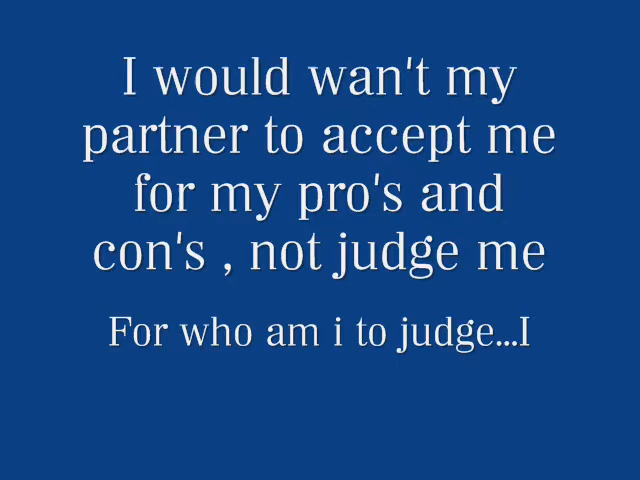 I would wan't my
partner to accept me
for my pro's and
con's , not judge me
For who am i to judge...I